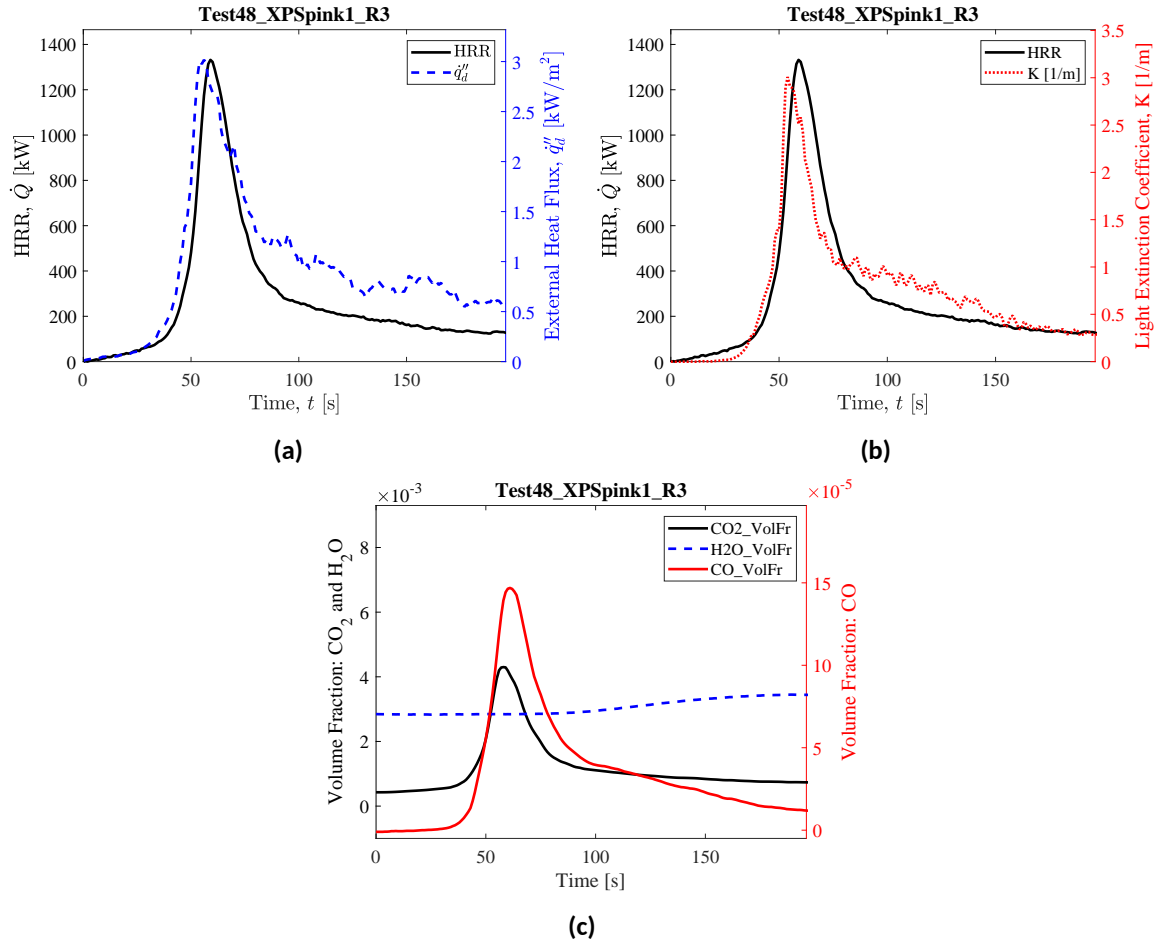 Test48_XPSpink1_R3
HRR, Q̇ [kW]
1400
1200
1000
800
600
400
200
0
0
50
100
150
Time, t [s]
HRR
q̇″d
3
2.5
2
1.5
1
0.5
0
External Heat Flux, q̇″d [kW/m²]
(a)
Test48_XPSpink1_R3
HRR, Q̇ [kW]
1400
1200
1000
800
600
400
200
0
0
50
100
150
Time, t [s]
HRR
K [1/m]
3.5
3
2.5
2
1.5
1
0.5
0
Light Extinction Coefficient, K [1/m]
(b)
×10⁻³
Test48_XPSpink1_R3
×10⁻⁵
Volume Fraction: CO₂ and H₂O
8
6
4
2
0
0
50
100
150
Time [s]
CO2_VolFr
H2O_VolFr
CO_VolFr
15
10
5
0
Volume Fraction: CO
(c)